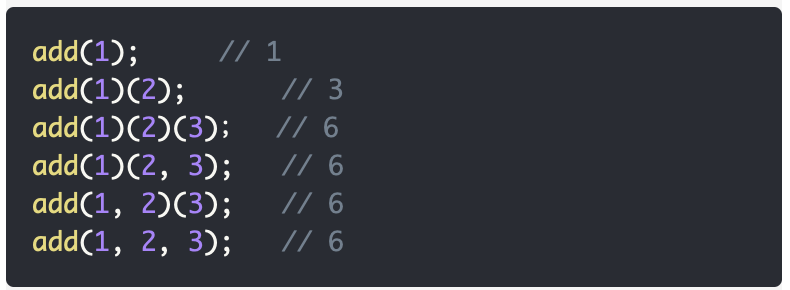 add(1);     // 1
add(1)(2);      // 3
add(1)(2)(3);   // 6
add(1)(2, 3);   // 6
add(1, 2)(3);   // 6
add(1, 2, 3);   // 6